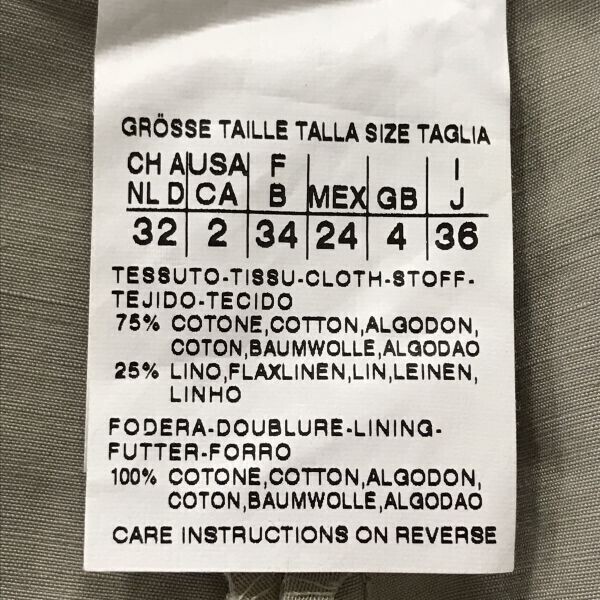 GRÖSSE TAILLE TALLA SIZE TAGLIA
CH A USA F I
NL D CA B MEX GB J
32 2 34 24 4 36
TESSUTO-TISSU-CLOTH-STOFF-
TEJIDO-TECIDO
75% COTONE,COTTON,ALGODON,
COTON,BAUMWOLLE,ALGODAO
25% LINO,FLAXLINEN,LIN,LEINEN,
LINHO
FODERA-DOUBLURE-LINING-
FUTTER-FORRO
100% COTONE,COTTON,ALGODON,
COTON,BAUMWOLLE,ALGODAO
CARE INSTRUCTIONS ON REVERSE